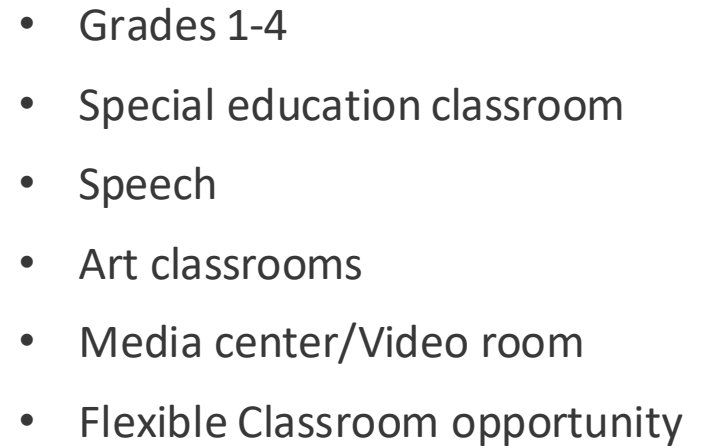 • Grades 1-4
• Special education classroom
• Speech
• Art classrooms
• Media center/Video room
• Flexible Classroom opportunity